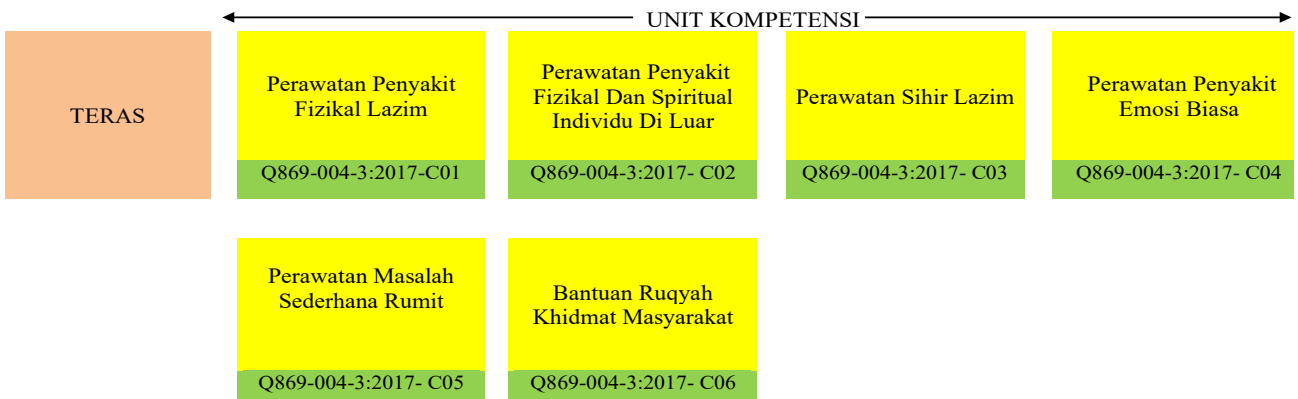 UNIT KOMPETENSI
TERAS
Perawatan Penyakit
Fizikal Lazim
Q869-004-3:2017-C01
Perawatan Penyakit
Fizikal Dan Spiritual
Individu Di Luar
Q869-004-3:2017- C02
Perawatan Sihir Lazim
Q869-004-3:2017- C03
Perawatan Penyakit
Emosi Biasa
Q869-004-3:2017- C04
Perawatan Masalah
Sederhana Rumit
Q869-004-3:2017- C05
Bantuan Ruqyah
Khidmat Masyarakat
Q869-004-3:2017- C06